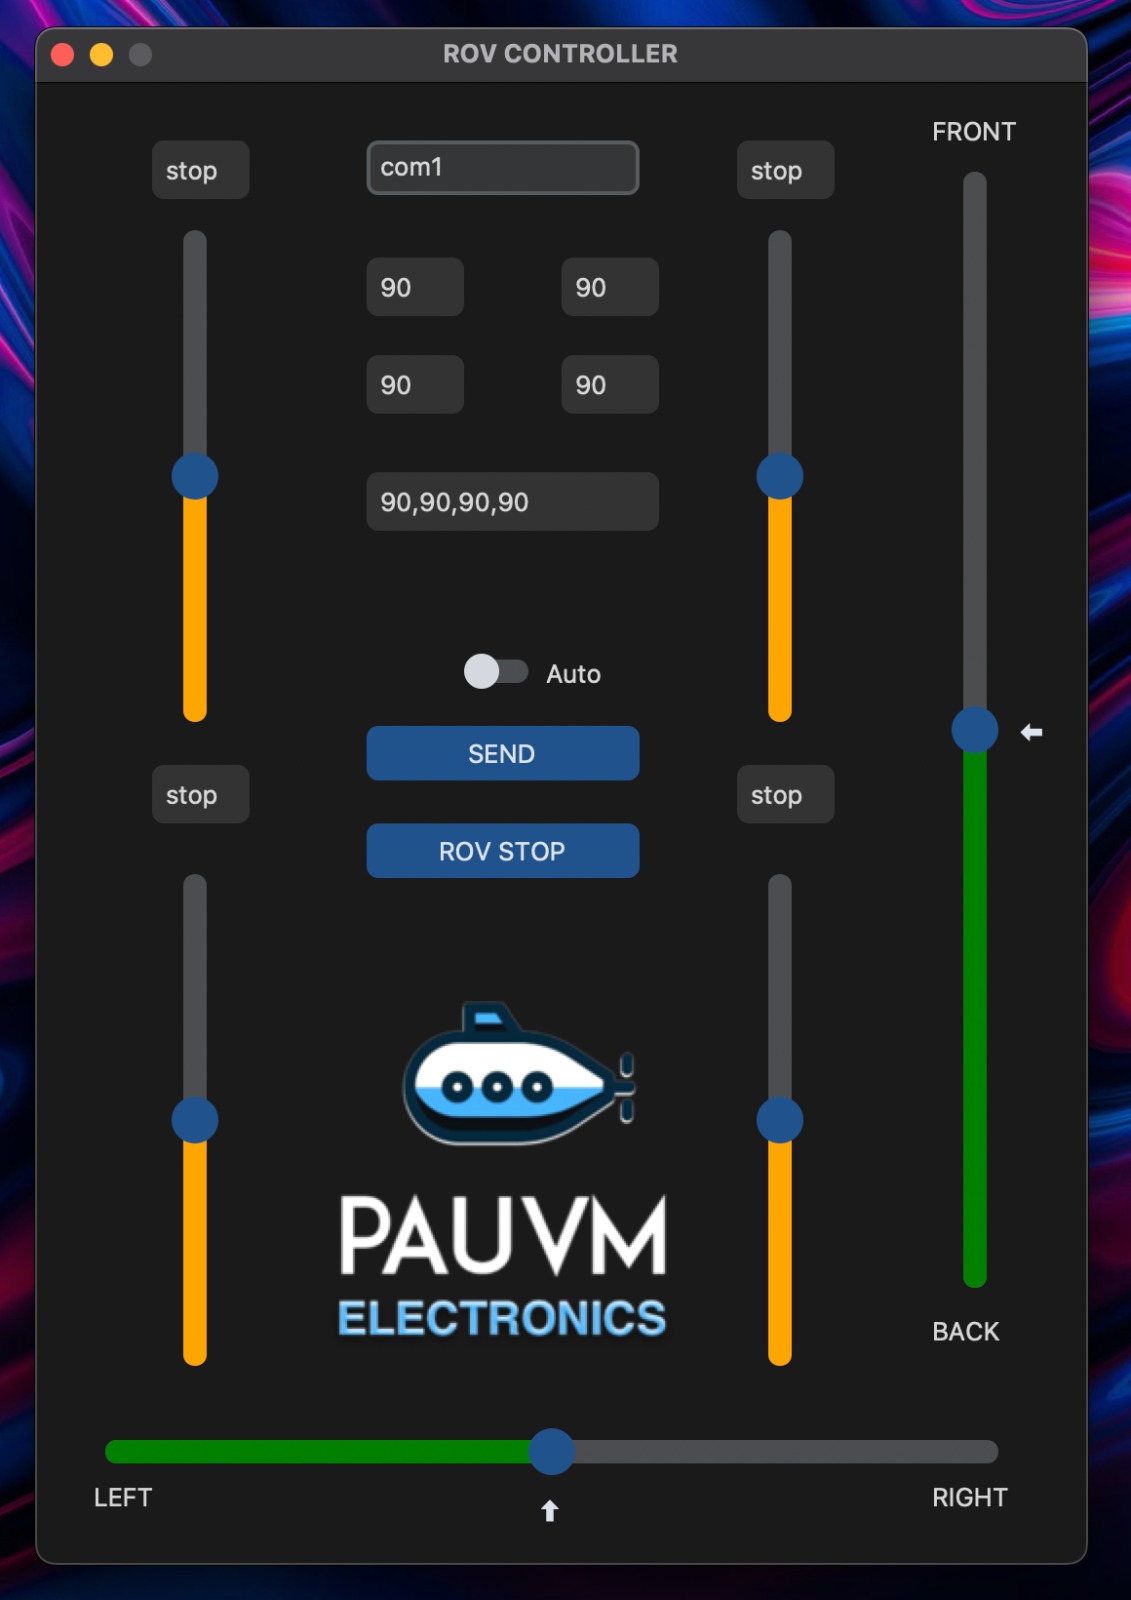 ROV CONTROLLER
FRONT
stop
com1
stop
90
90
90
90
90,90,90,90
Auto
SEND
stop
stop
ROV STOP
PAUVM
ELECTRONICS
BACK
LEFT
RIGHT